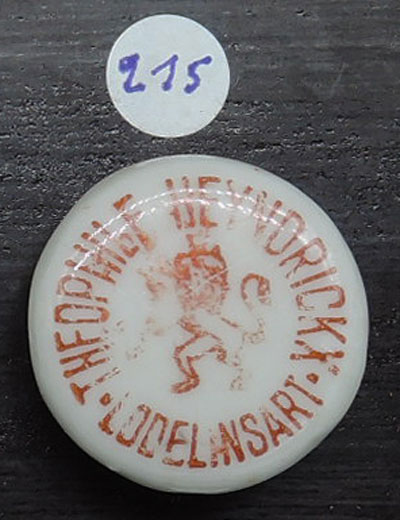 215
THEOPHILE HEYNDRICKX
· LODELINSART ·